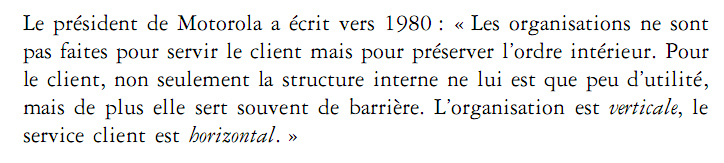 Le président de Motorola a écrit vers 1980 : « Les organisations ne sont
pas faites pour servir le client mais pour préserver l’ordre intérieur. Pour
le client, non seulement la structure interne ne lui est que peu d’utilité,
mais de plus elle sert souvent de barrière. L’organisation est verticale, le
service client est horizontal. »